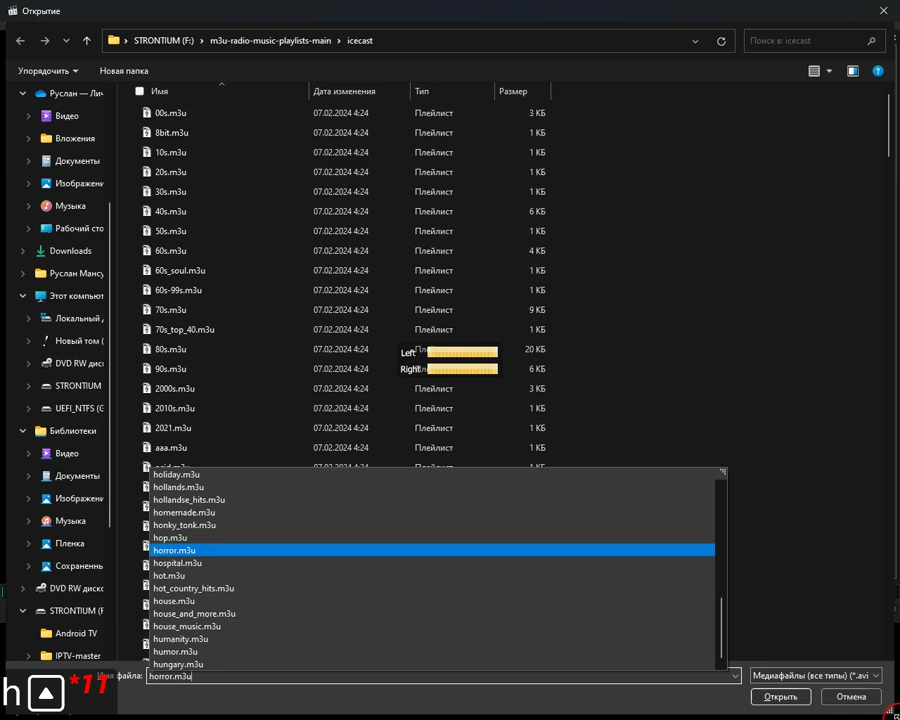 Открытие
STRONTIUM (F:) › m3u-radio-music-playlists-main › icecast
Поиск в: icecast
Упорядочить Новая папка
Имя Дата изменения Тип Размер
Руслан — Лич
Видео
Вложения
Документы
Изображени
Музыка
Рабочий сто
Downloads
Руслан Мансу
Этот компьют
Локальный
Новый том (
DVD RW дис
STRONTIUM
UEFI_NTFS (G
Библиотеки
Видео
Документы
Изображени
Музыка
Пленка
Сохраненны
DVD RW диско
STRONTIUM (F
Android TV
IPTV-master
00s.m3u 07.02.2024 4:24 Плейлист 3 КБ
8bit.m3u 07.02.2024 4:24 Плейлист 1 КБ
10s.m3u 07.02.2024 4:24 Плейлист 1 КБ
20s.m3u 07.02.2024 4:24 Плейлист 1 КБ
30s.m3u 07.02.2024 4:24 Плейлист 1 КБ
40s.m3u 07.02.2024 4:24 Плейлист 6 КБ
50s.m3u 07.02.2024 4:24 Плейлист 1 КБ
60s.m3u 07.02.2024 4:24 Плейлист 4 КБ
60s_soul.m3u 07.02.2024 4:24 Плейлист 1 КБ
60s-99s.m3u 07.02.2024 4:24 Плейлист 1 КБ
70s.m3u 07.02.2024 4:24 Плейлист 9 КБ
70s_top_40.m3u 07.02.2024 4:24 Плейлист 1 КБ
80s.m3u 07.02.2024 4:24 20 КБ
Left
90s.m3u 07.02.2024 4:24 6 КБ
Right
2000s.m3u 07.02.2024 4:24 Плейлист 3 КБ
2010s.m3u 07.02.2024 4:24 Плейлист 1 КБ
2021.m3u 07.02.2024 4:24 Плейлист 1 КБ
aaa.m3u 07.02.2024 4:24 Плейлист 1 КБ
acid.m3u 07.02.2024 4:24 Плейлист 1 КБ
holiday.m3u
hollands.m3u
hollandse_hits.m3u
homemade.m3u
honky_tonk.m3u
hop.m3u
horror.m3u
hospital.m3u
hot.m3u
hot_country_hits.m3u
house.m3u
house_and_more.m3u
house_music.m3u
humanity.m3u
humor.m3u
hungary.m3u
файла: horror.m3u Медиафайлы (все типы) (*.avi
h *11
Открыть Отмена